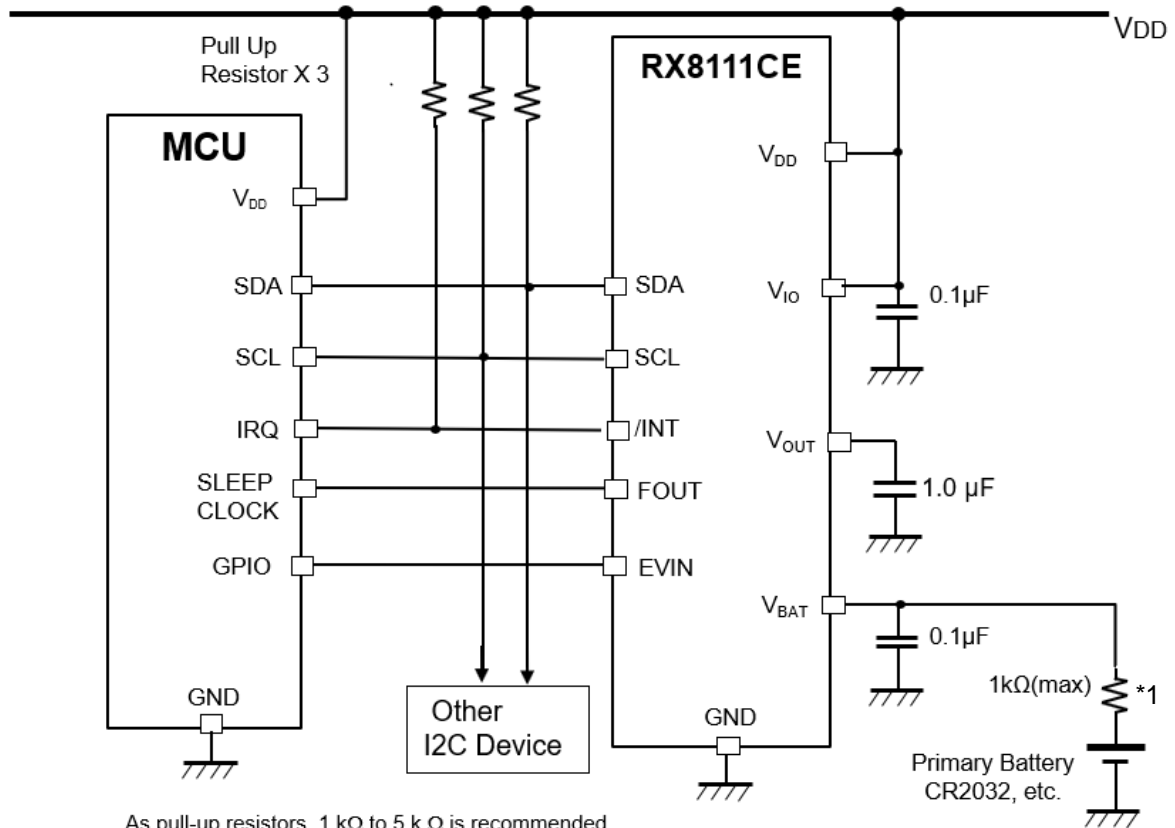 VDD
Pull Up
Resistor X 3
RX8111CE
MCU
VDD
VDD
SDA
SDA
VIO
0.1µF
SCL
SCL
IRQ
/INT
VOUT
SLEEP
CLOCK
FOUT
1.0 µF
GPIO
EVIN
VBAT
0.1µF
1kΩ(max)
*1
GND
Other
I2C Device
GND
Primary Battery
CR2032, etc.
As pull-up resistors, 1 kΩ to 5 k Ω is recommended